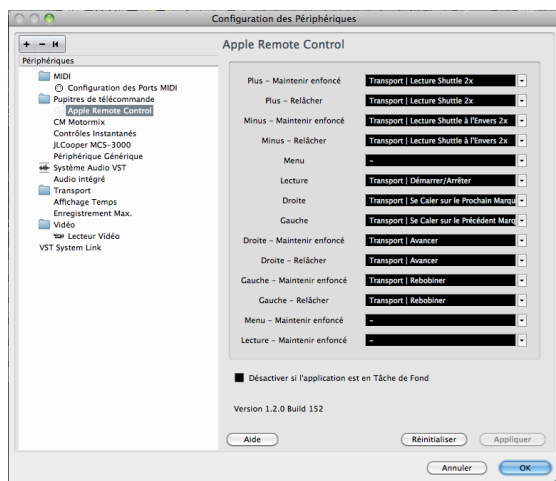 Configuration des Périphériques
Périphériques
MIDI
Configuration des Ports MIDI
Pupitres de télécommande
Apple Remote Control
CM Motormix
Contrôles Instantanés
JLCooper MCS-3000
Périphérique Générique
Système Audio VST
Audio intégré
Transport
Affichage Temps
Enregistrement Max.
Vidéo
Lecteur Vidéo
VST System Link
Apple Remote Control
Plus – Maintenir enfoncé Transport | Lecture Shuttle 2x
Plus – Relâcher Transport | Lecture Shuttle 2x
Minus – Maintenir enfoncé Transport | Lecture Shuttle à l'Envers 2x
Minus – Relâcher Transport | Lecture Shuttle à l'Envers 2x
Menu –
Lecture Transport | Démarrer/Arrêter
Droite Transport | Se Caler sur le Prochain Marqu
Gauche Transport | Se Caler sur le Précédent Marq
Droite – Maintenir enfoncé Transport | Avancer
Droite – Relâcher Transport | Avancer
Gauche – Maintenir enfoncé Transport | Rebobiner
Gauche – Relâcher Transport | Rebobiner
Menu – Maintenir enfoncé –
Lecture – Maintenir enfoncé –
Désactiver si l'application est en Tâche de Fond
Version 1.2.0 Build 152
Aide Réinitialiser Appliquer
Annuler OK